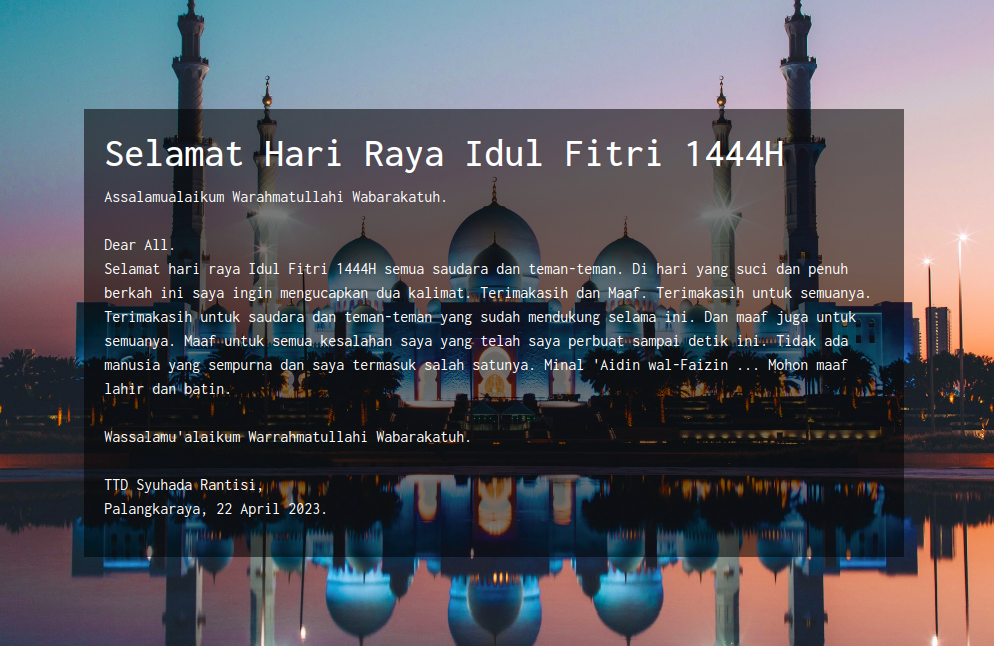 Selamat Hari Raya Idul Fitri 1444H
Assalamualaikum Warahmatullahi Wabarakatuh.
Dear All.
Selamat hari raya Idul Fitri 1444H semua saudara dan teman-teman. Di hari yang suci dan penuh
berkah ini saya ingin mengucapkan dua kalimat. Terimakasih dan Maaf. Terimakasih untuk semuanya.
Terimakasih untuk saudara dan teman-teman yang sudah mendukung selama ini. Dan maaf juga untuk
semuanya. Maaf untuk semua kesalahan saya yang telah saya perbuat sampai detik ini. Tidak ada
manusia yang sempurna dan saya termasuk salah satunya. Minal 'Aidin wal-Faizin ... Mohon maaf
lahir dan batin.
Wassalamu'alaikum Warrahmatullahi Wabarakatuh.
TTD Syuhada Rantisi,
Palangkaraya, 22 April 2023.